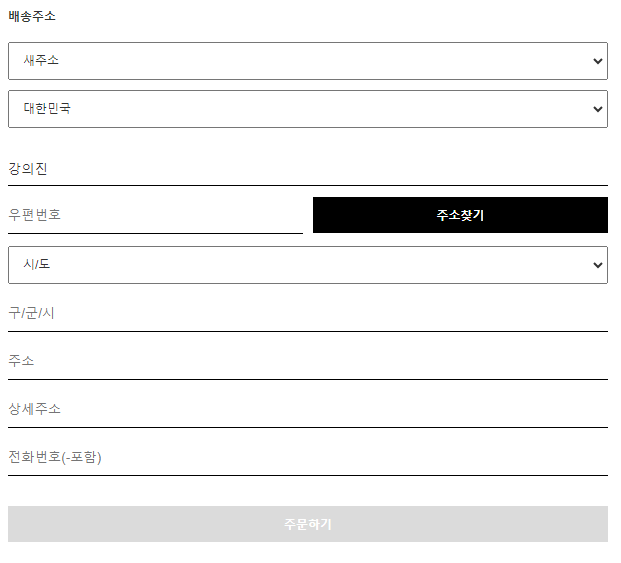 배송주소
새주소
대한민국
강의진
우편번호
주소찾기
시/도
구/군/시
주소
상세주소
전화번호(-포함)
주문하기